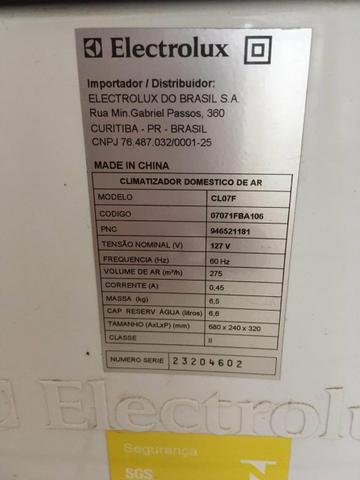 Electrolux
Importador / Distribuidor:
ELECTROLUX DO BRASIL S.A.
Rua Min.Gabriel Passos, 360
CURITIBA - PR - BRASIL
CNPJ 76.487.032/0001-25
MADE IN CHINA
CLIMATIZADOR DOMESTICO DE AR
MODELO CL07F
CODIGO 07071FBA106
PNC 946521181
TENSÃO NOMINAL (V) 127 V
FREQUENCIA (Hz) 60 Hz
VOLUME DE AR (m³/h) 275
CORRENTE (A) 0,45
MASSA (kg) 6,5
CAP RESERV ÁGUA (litros) 6,6
TAMANHO (AxLxP) (mm) 680 x 240 x 320
CLASSE II
NUMERO SERIE 23204602
Electrolu
Segurança
SGS